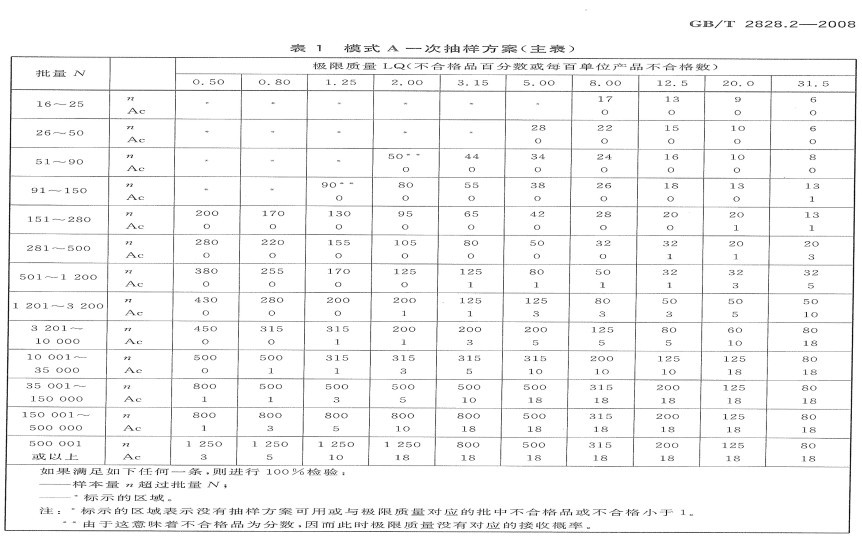 GB/T 2828.2—2008
表 1 模式 A 一次抽样方案(主表)
批量 N 极限质量 LQ(不合格品百分数或每百单位产品不合格数)
0.50 0.80 1.25 2.00 3.15 5.00 8.00 12.5 20.0 31.5
16~25 n * * * * * * 17 13 9 6
Ac 0 0 0 0
26~50 n * * * * * 28 22 15 10 6
Ac 0 0 0 0 0
51~90 n * * * 50** 44 34 24 16 10 8
Ac 0 0 0 0 0 0 0
91~150 n * * 90** 80 55 38 26 18 13 13
Ac 0 0 0 0 0 0 0 1
151~280 n 200 170 130 95 65 42 28 20 20 13
Ac 0 0 0 0 0 0 0 0 1 1
281~500 n 280 220 155 105 80 50 32 32 20 20
Ac 0 0 0 0 0 0 0 1 1 3
501~1 200 n 380 255 170 125 125 80 50 32 32 32
Ac 0 0 0 0 1 1 1 1 3 5
1 201~3 200 n 430 280 200 200 125 125 80 50 50 50
Ac 0 0 0 1 1 3 3 3 5 10
3 201~ n 450 315 315 200 200 200 125 80 60 80
10 000 Ac 0 0 1 1 3 5 5 5 10 18
10 001~ n 500 500 315 315 315 315 200 125 125 80
35 000 Ac 0 1 1 3 5 10 10 10 18 18
35 001~ n 800 500 500 500 500 500 315 200 125 80
150 000 Ac 1 1 3 5 10 18 18 18 18 18
150 001~ n 800 800 800 800 800 500 315 200 125 80
500 000 Ac 1 3 5 10 18 18 18 18 18 18
500 001 n 1 250 1 250 1 250 1 250 800 500 315 200 125 80
或以上 Ac 3 5 10 18 18 18 18 18 18 18
如果满足如下任何一条,则进行 100%检验:
——样本量 n 超过批量 N;
——*标示的区域。
注:*标示的区域表示没有抽样方案可用或与极限质量对应的批中不合格品或不合格小于 1。
**由于这意味着不合格品为分数,因而此时极限质量没有对应的接收概率。